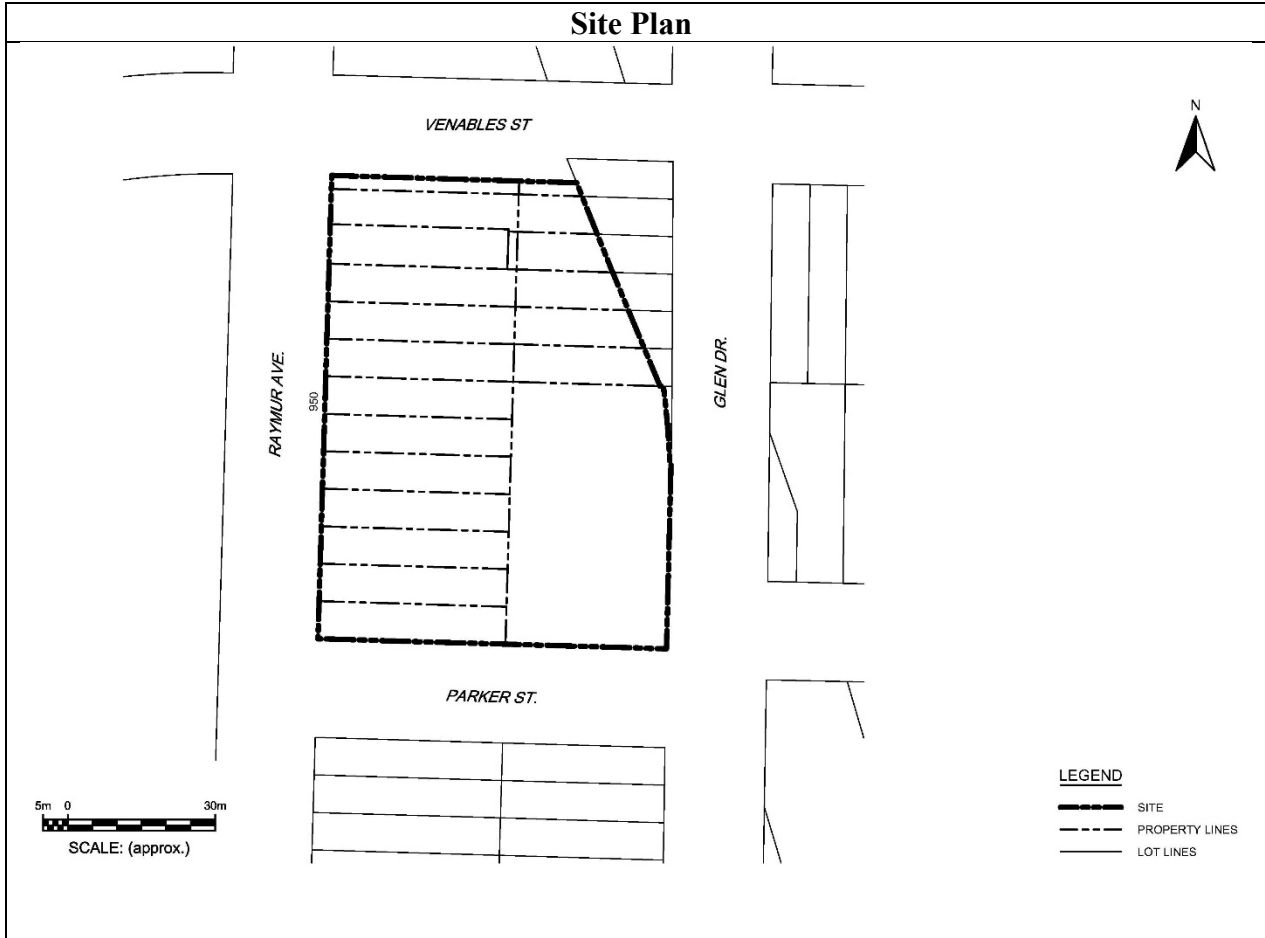 Site Plan
VENABLES ST
N
RAYMUR AVE.
950
GLEN DR.
PARKER ST.
5m 0 30m
SCALE: (approx.)
LEGEND
SITE
PROPERTY LINES
LOT LINES